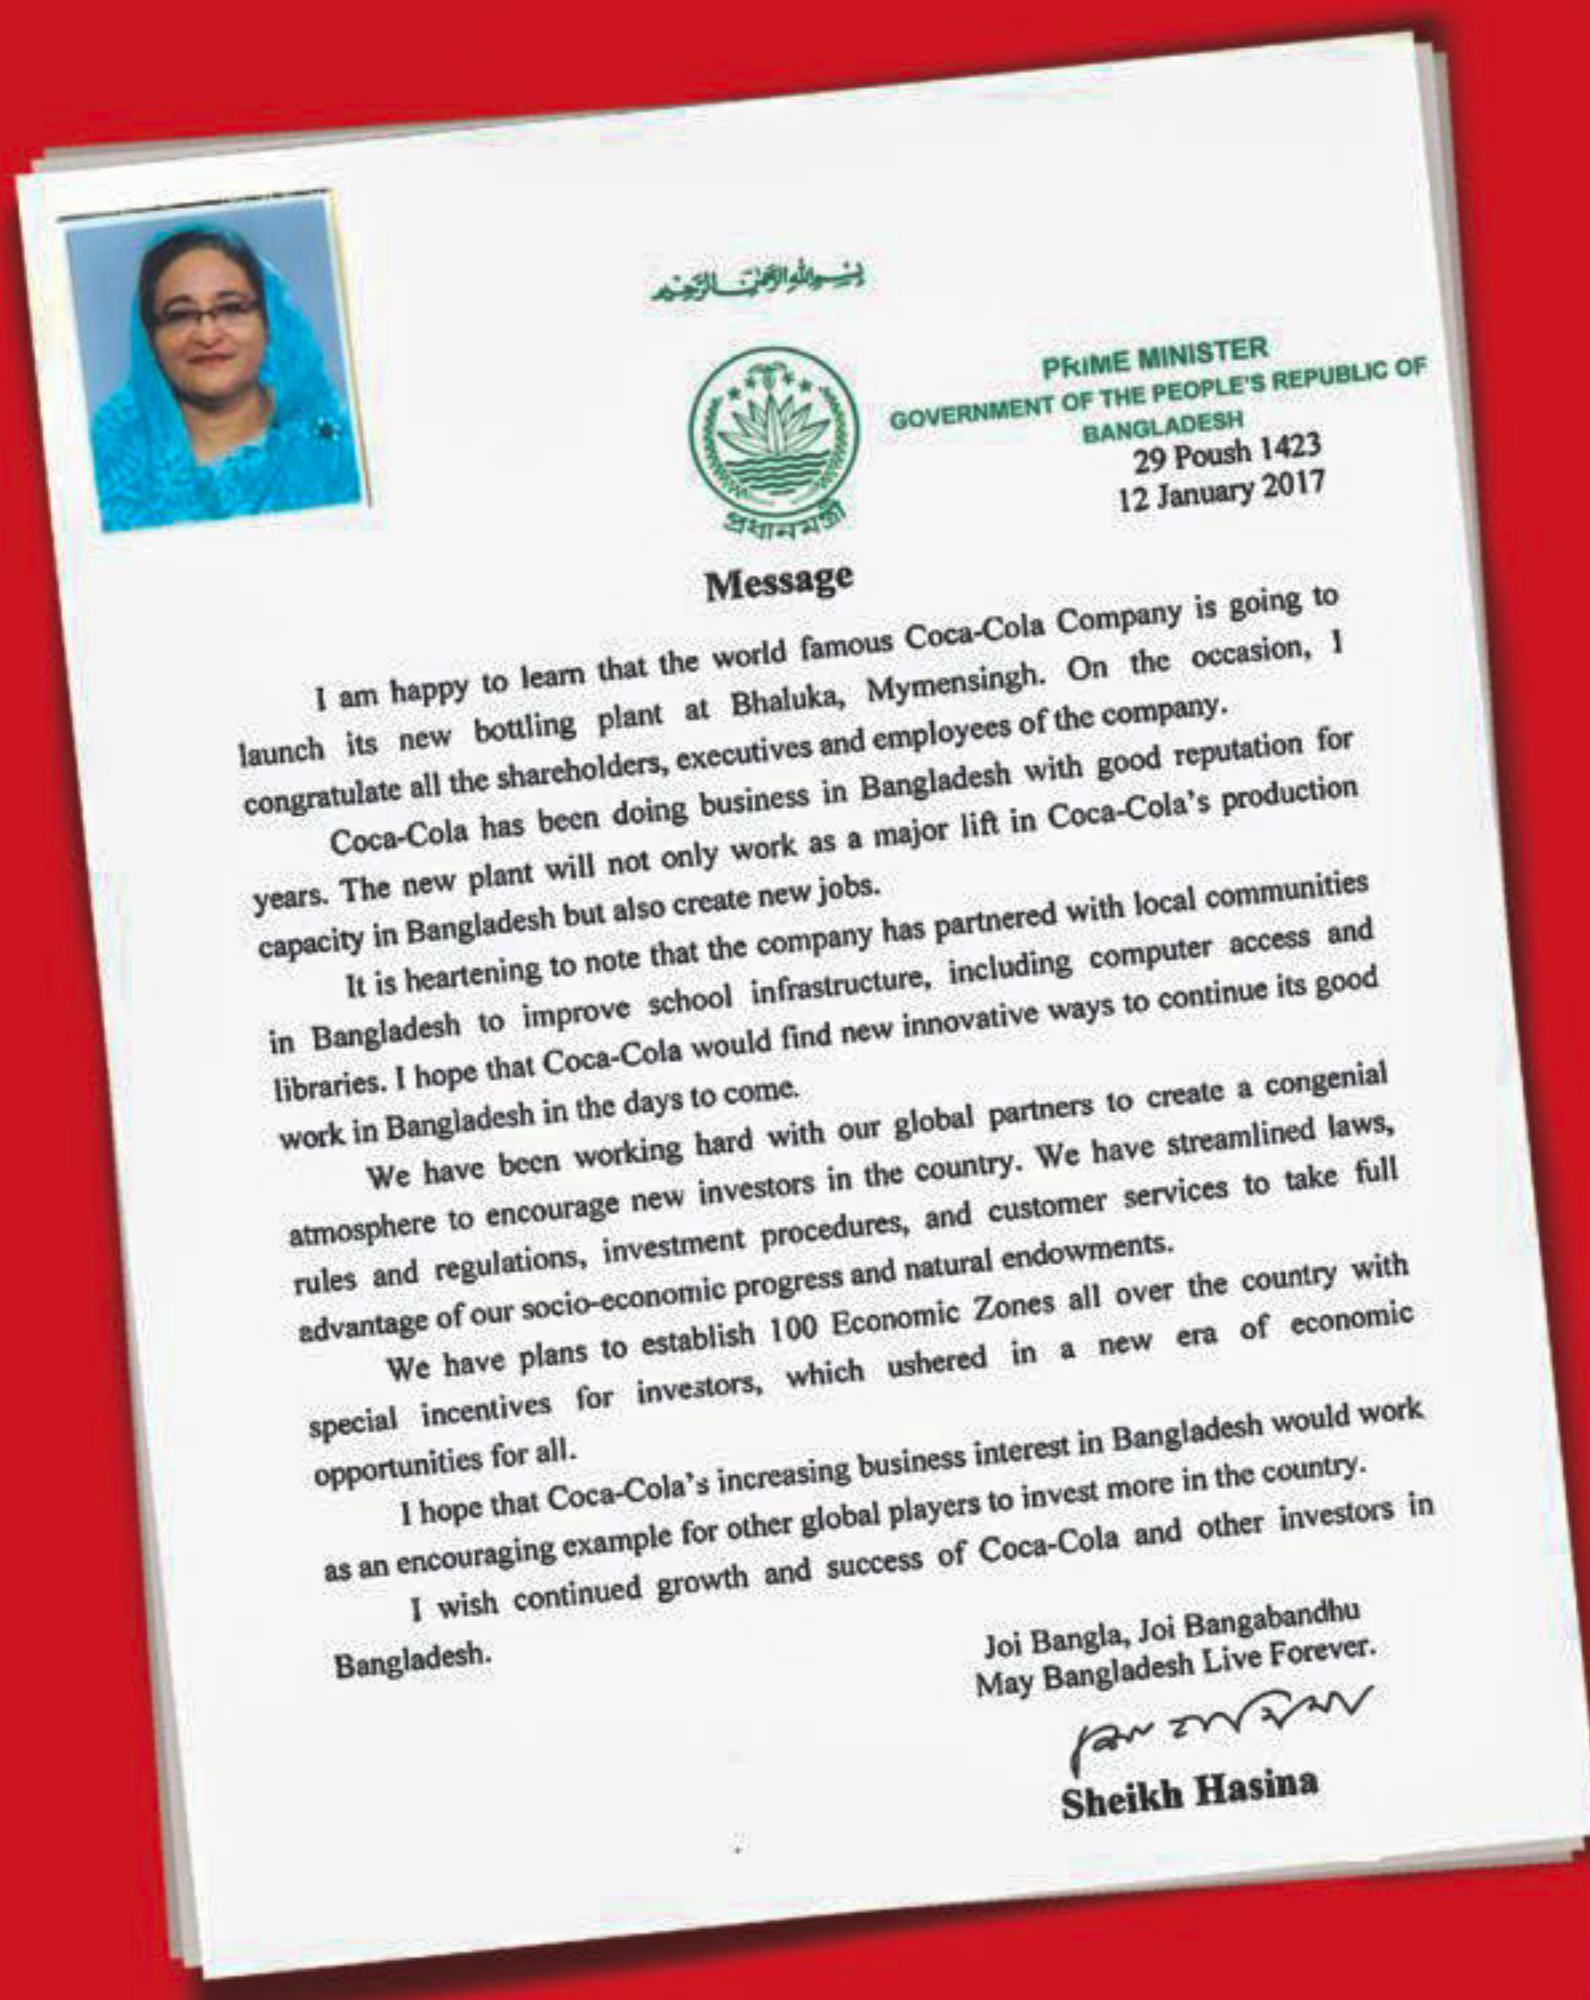 بسم الله الرحمن الرحيم
প্রধানমন্ত্রী
PRIME MINISTER
GOVERNMENT OF THE PEOPLE'S REPUBLIC OF
BANGLADESH
29 Poush 1423
12 January 2017
Message
I am happy to learn that the world famous Coca-Cola Company is going to
launch its new bottling plant at Bhaluka, Mymensingh. On the occasion, I
congratulate all the shareholders, executives and employees of the company.
Coca-Cola has been doing business in Bangladesh with good reputation for
years. The new plant will not only work as a major lift in Coca-Cola's production
capacity in Bangladesh but also create new jobs.
It is heartening to note that the company has partnered with local communities
in Bangladesh to improve school infrastructure, including computer access and
libraries. I hope that Coca-Cola would find new innovative ways to continue its good
work in Bangladesh in the days to come.
We have been working hard with our global partners to create a congenial
atmosphere to encourage new investors in the country. We have streamlined laws,
rules and regulations, investment procedures, and customer services to take full
advantage of our socio-economic progress and natural endowments.
We have plans to establish 100 Economic Zones all over the country with
special incentives for investors, which ushered in a new era of economic
opportunities for all.
I hope that Coca-Cola's increasing business interest in Bangladesh would work
as an encouraging example for other global players to invest more in the country.
I wish continued growth and success of Coca-Cola and other investors in
Bangladesh.
Joi Bangla, Joi Bangabandhu
May Bangladesh Live Forever.
Sheikh Hasina